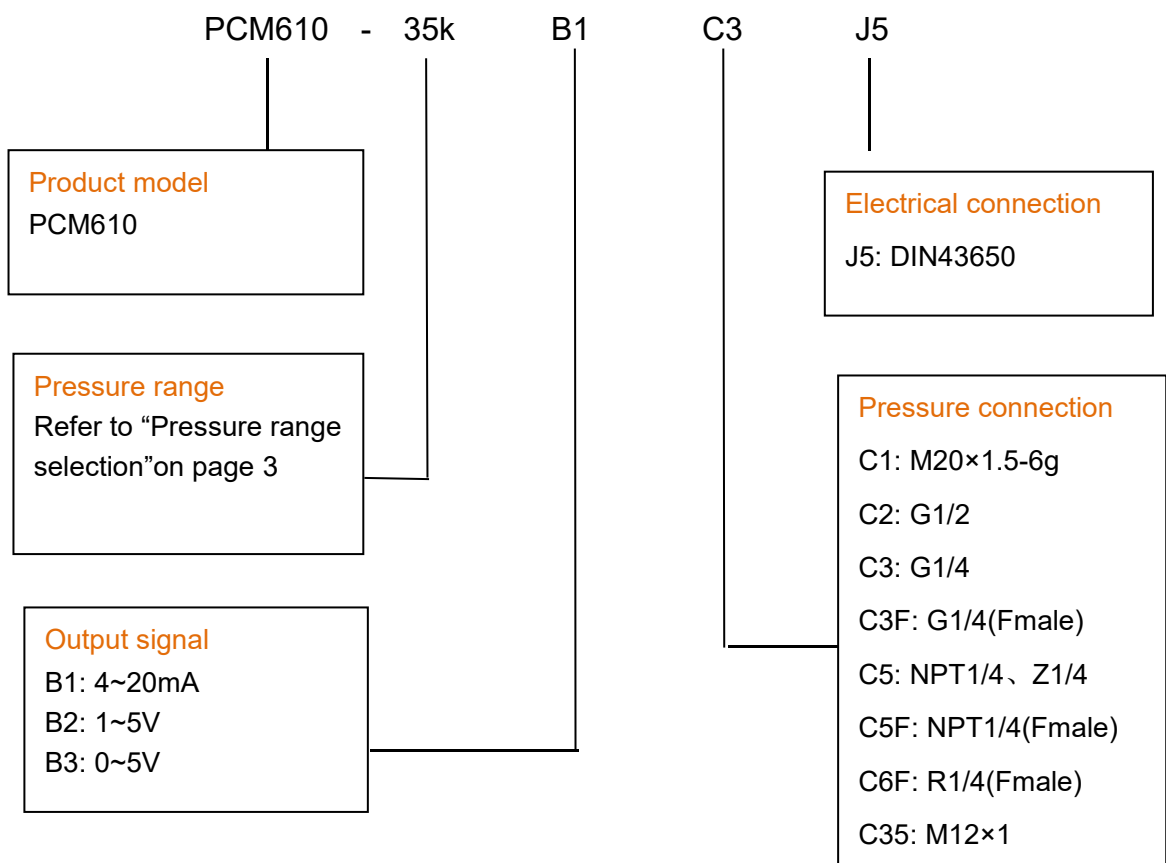 PCM610 - 35k B1 C3 J5
Product model
PCM610
Electrical connection
J5: DIN43650
Pressure range
Refer to “Pressure range
selection”on page 3
Pressure connection
C1: M20×1.5-6g
C2: G1/2
C3: G1/4
C3F: G1/4(Fmale)
C5: NPT1/4、Z1/4
C5F: NPT1/4(Fmale)
C6F: R1/4(Fmale)
C35: M12×1
Output signal
B1: 4~20mA
B2: 1~5V
B3: 0~5V